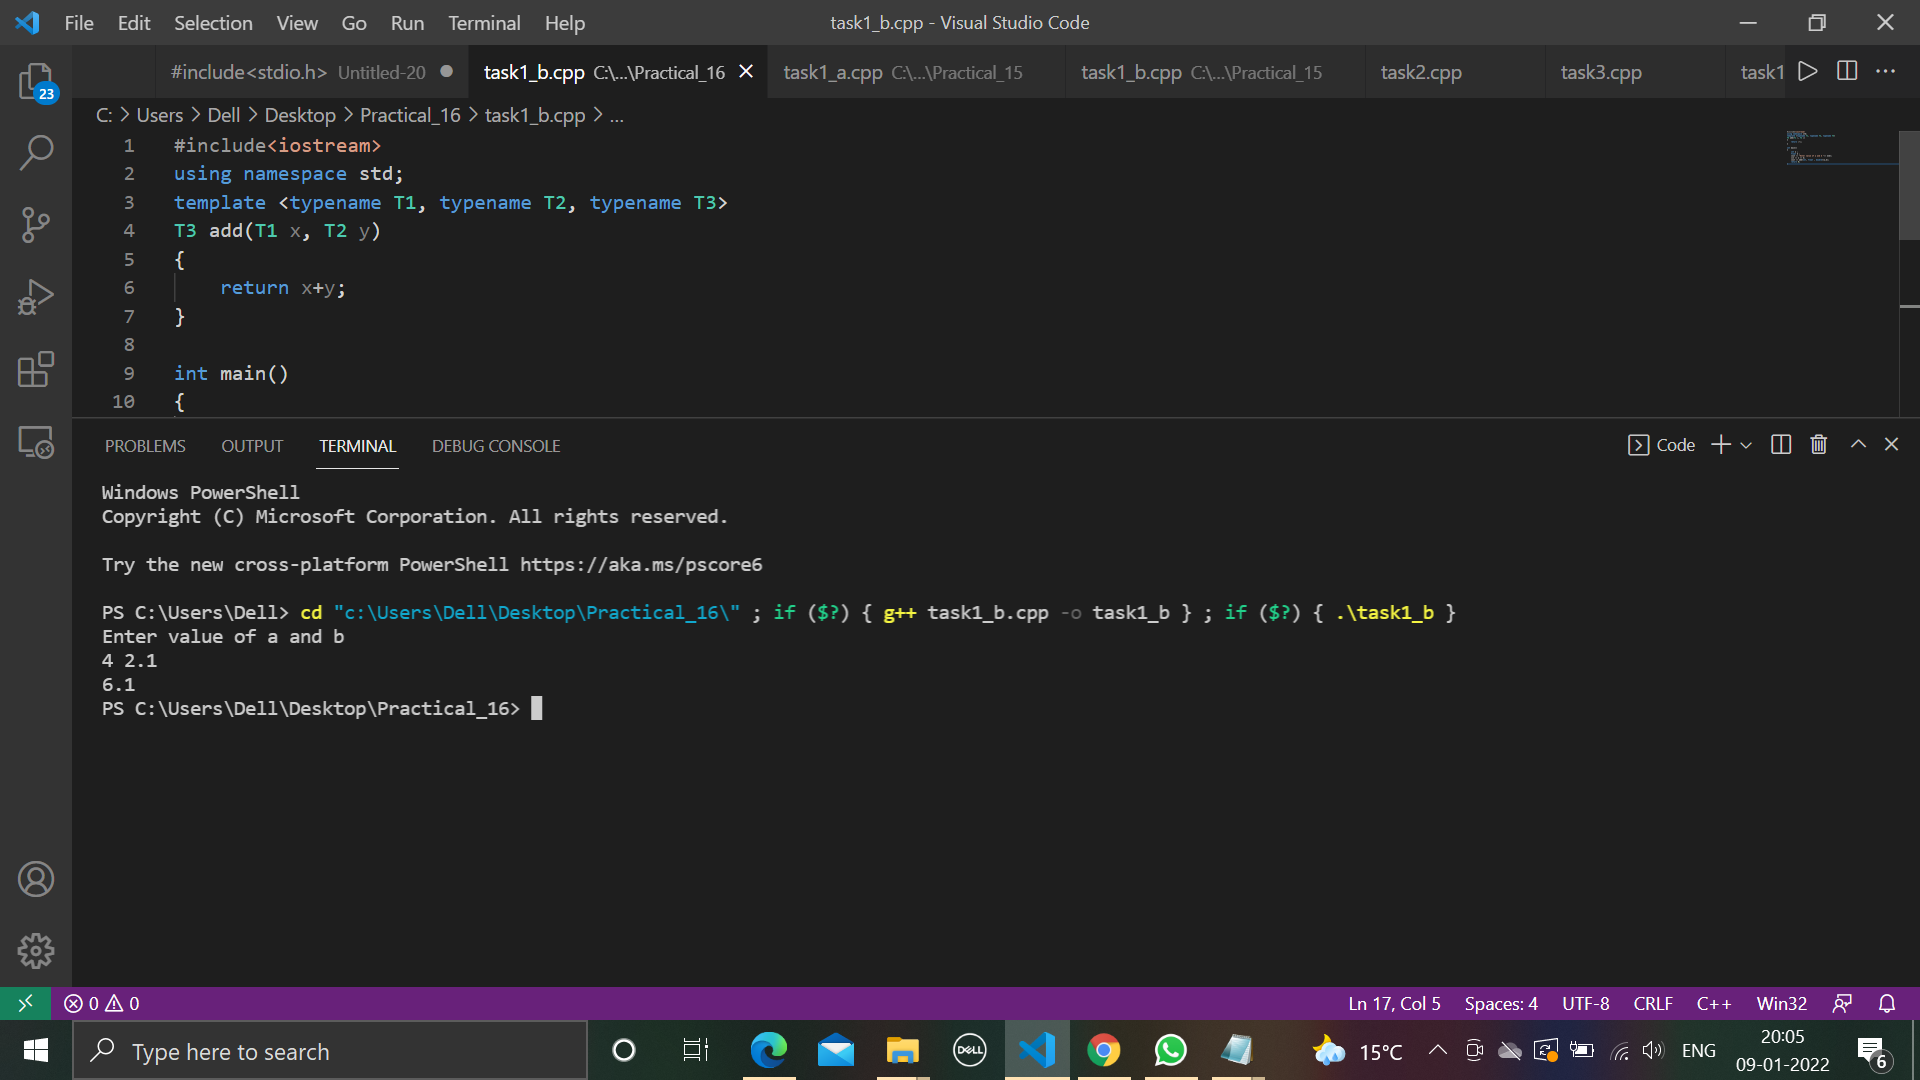 File Edit Selection View Go Run Terminal Help task1_b.cpp - Visual Studio Code
#include<stdio.h> Untitled-20 task1_b.cpp C:\...\Practical_16 task1_a.cpp C:\...\Practical_15 task1_b.cpp C:\...\Practical_15 task2.cpp task3.cpp task1
23
C: > Users > Dell > Desktop > Practical_16 > task1_b.cpp > ...
1 #include<iostream>
2 using namespace std;
3 template <typename T1, typename T2, typename T3>
4 T3 add(T1 x, T2 y)
5 {
6 return x+y;
7 }
8
9 int main()
10 {
PROBLEMS OUTPUT TERMINAL DEBUG CONSOLE Code
Windows PowerShell
Copyright (C) Microsoft Corporation. All rights reserved.
Try the new cross-platform PowerShell https://aka.ms/pscore6
PS C:\Users\Dell> cd "c:\Users\Dell\Desktop\Practical_16\" ; if ($?) { g++ task1_b.cpp -o task1_b } ; if ($?) { .\task1_b }
Enter value of a and b
4 2.1
6.1
PS C:\Users\Dell\Desktop\Practical_16>
0 0 Ln 17, Col 5 Spaces: 4 UTF-8 CRLF C++ Win32
Type here to search DELL 15°C ENG 20:05
09-01-2022 6